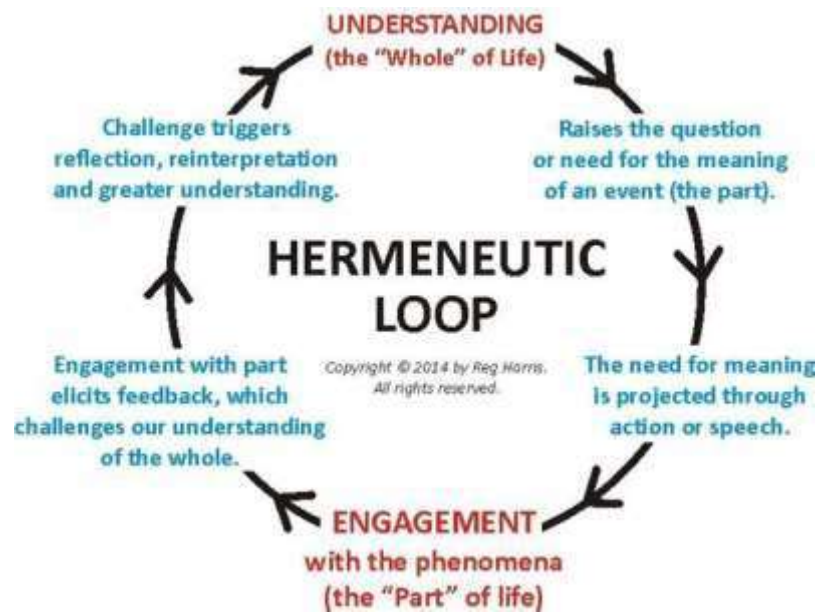 UNDERSTANDING
(the “Whole” of Life)
Raises the question
or need for the meaning
of an event (the part).
The need for meaning
is projected through
action or speech.
ENGAGEMENT
with the phenomena
(the “Part” of life)
Engagement with part
elicits feedback, which
challenges our understanding
of the whole.
Challenge triggers
reflection, reinterpretation
and greater understanding.
HERMENEUTIC
LOOP
Copyright © 2014 by Reg Harris.
All rights reserved.